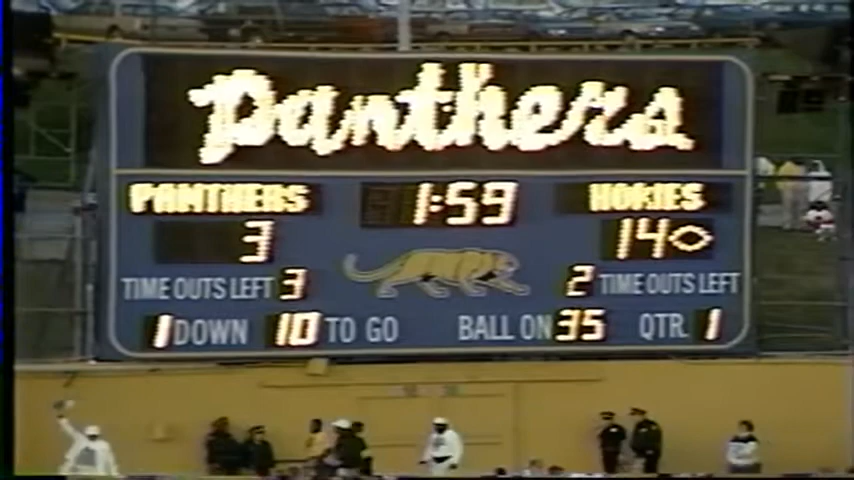 Panthers
PANTHERS 1:59 HOKIES
3 14
TIME OUTS LEFT 3 2 TIME OUTS LEFT
1 DOWN 10 TO GO BALL ON 35 QTR. 1